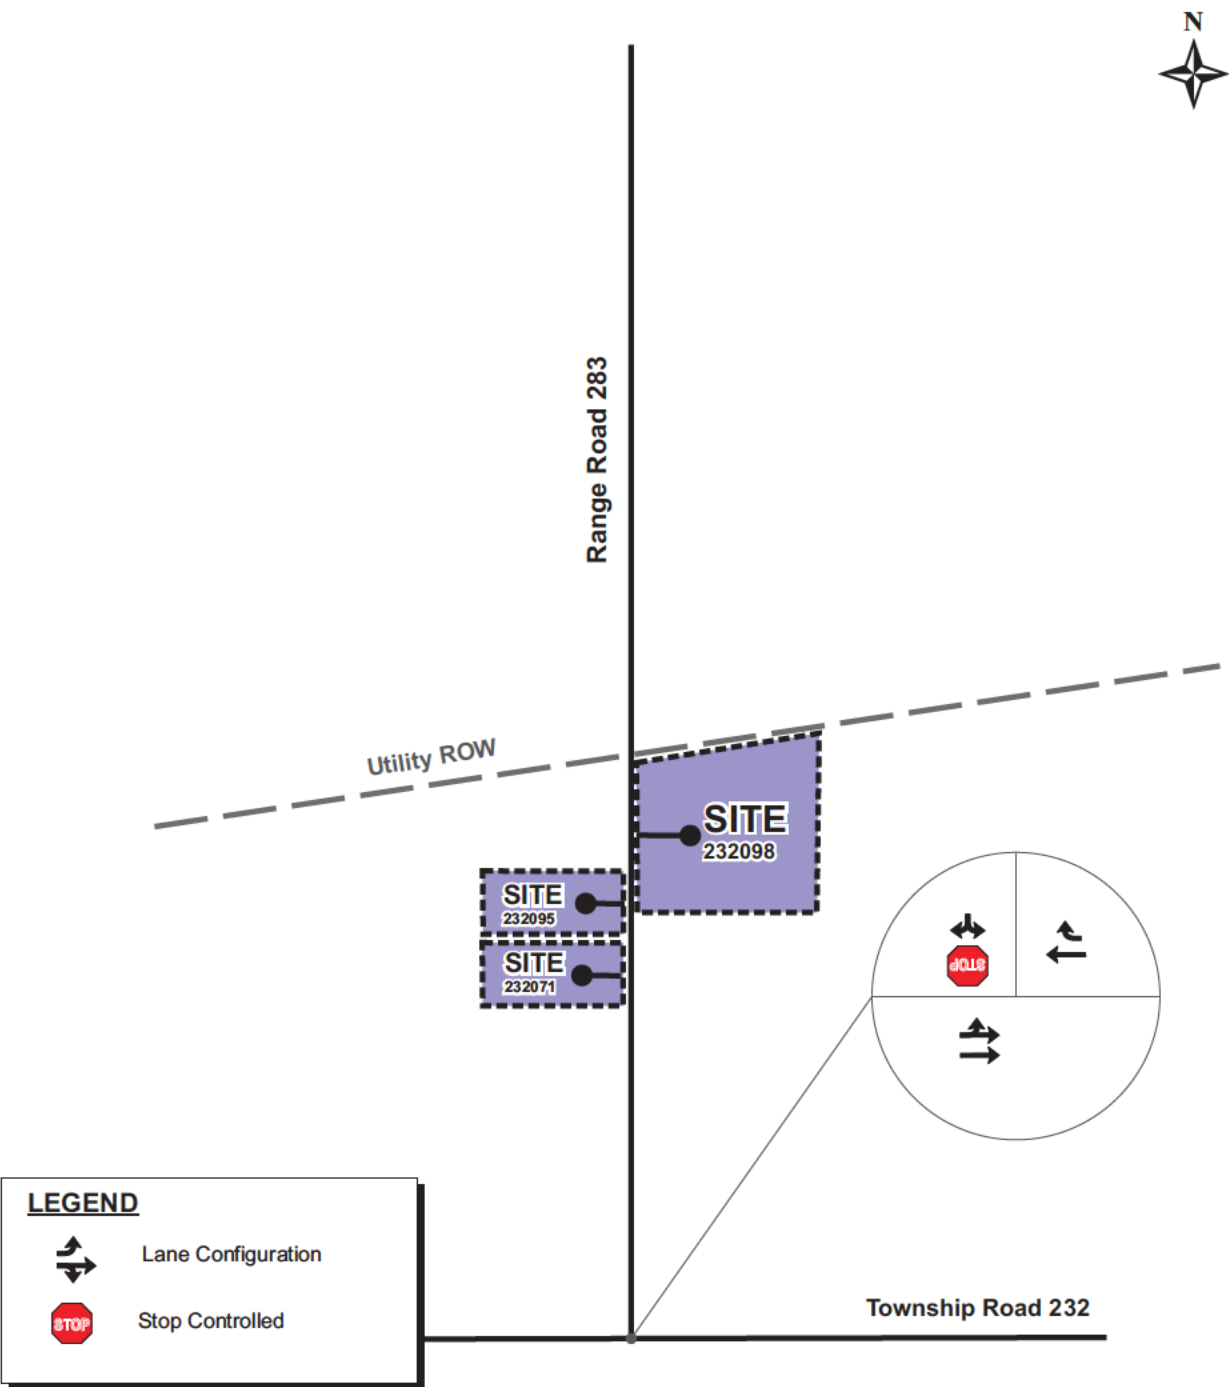 N
Range Road 283
Utility ROW
SITE
232098
SITE
232095
SITE
232071
STOP
LEGEND
Lane Configuration
STOP
Stop Controlled
Township Road 232